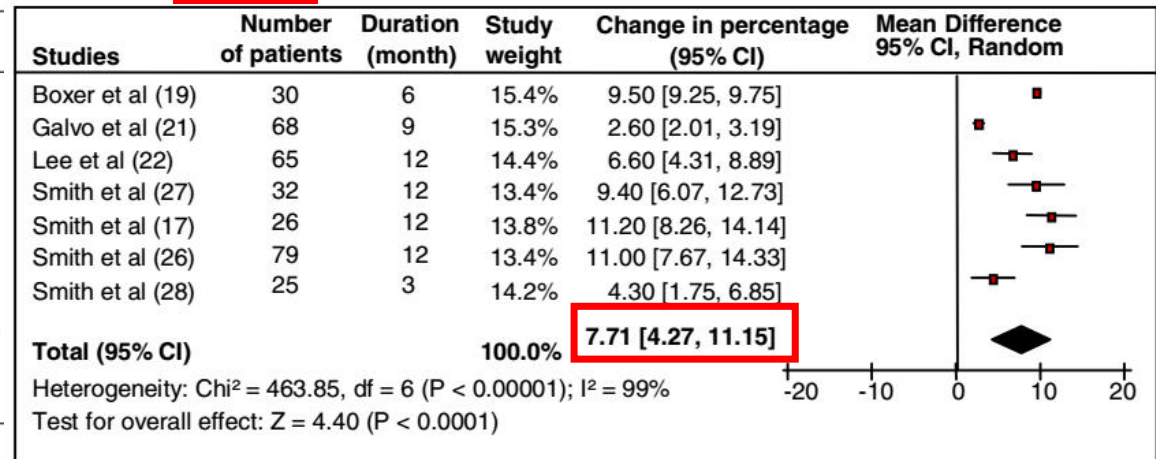 Number Duration Study Change in percentage Mean Difference
Studies of patients (month) weight (95% CI) 95% CI, Random
Boxer et al (19) 30 6 15.4% 9.50 [9.25, 9.75]
Galvo et al (21) 68 9 15.3% 2.60 [2.01, 3.19]
Lee et al (22) 65 12 14.4% 6.60 [4.31, 8.89]
Smith et al (27) 32 12 13.4% 9.40 [6.07, 12.73]
Smith et al (17) 26 12 13.8% 11.20 [8.26, 14.14]
Smith et al (26) 79 12 13.4% 11.00 [7.67, 14.33]
Smith et al (28) 25 3 14.2% 4.30 [1.75, 6.85]
Total (95% CI) 100.0% 7.71 [4.27, 11.15]
Heterogeneity: Chi² = 463.85, df = 6 (P < 0.00001); I² = 99%
-20 -10 0 10 20
Test for overall effect: Z = 4.40 (P < 0.0001)